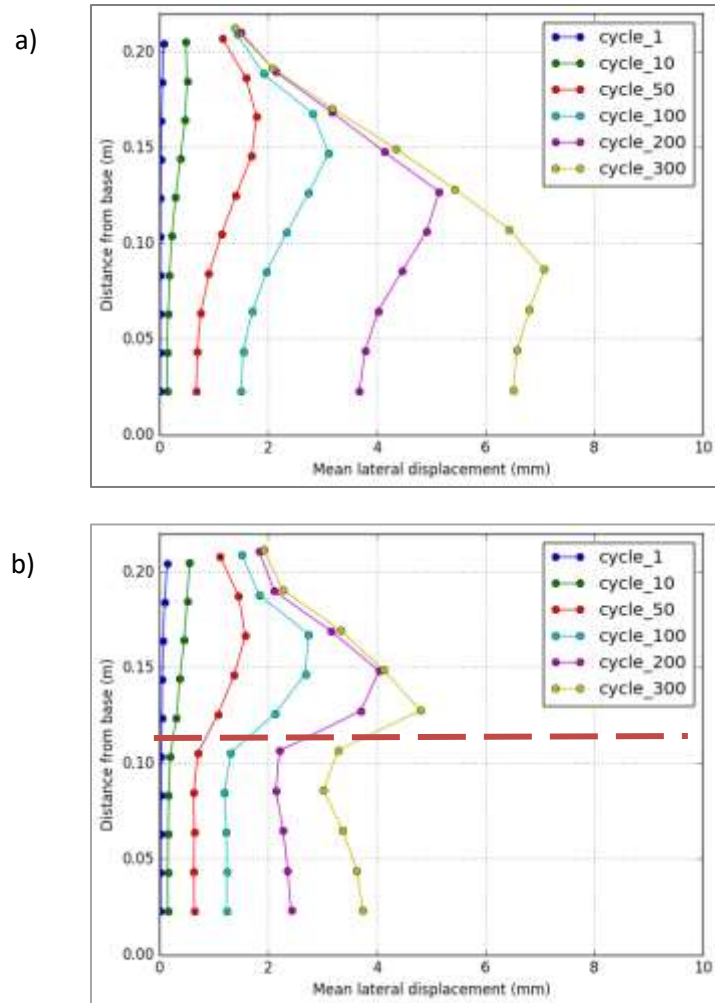 a)
0.20
0.15
0.10
0.05
0.00
Distance from base (m)
cycle_1
cycle_10
cycle_50
cycle_100
cycle_200
cycle_300
0 2 4 6 8 10
Mean lateral displacement (mm)
b)
0.20
0.15
0.10
0.05
0.00
Distance from base (m)
cycle_1
cycle_10
cycle_50
cycle_100
cycle_200
cycle_300
0 2 4 6 8 10
Mean lateral displacement (mm)